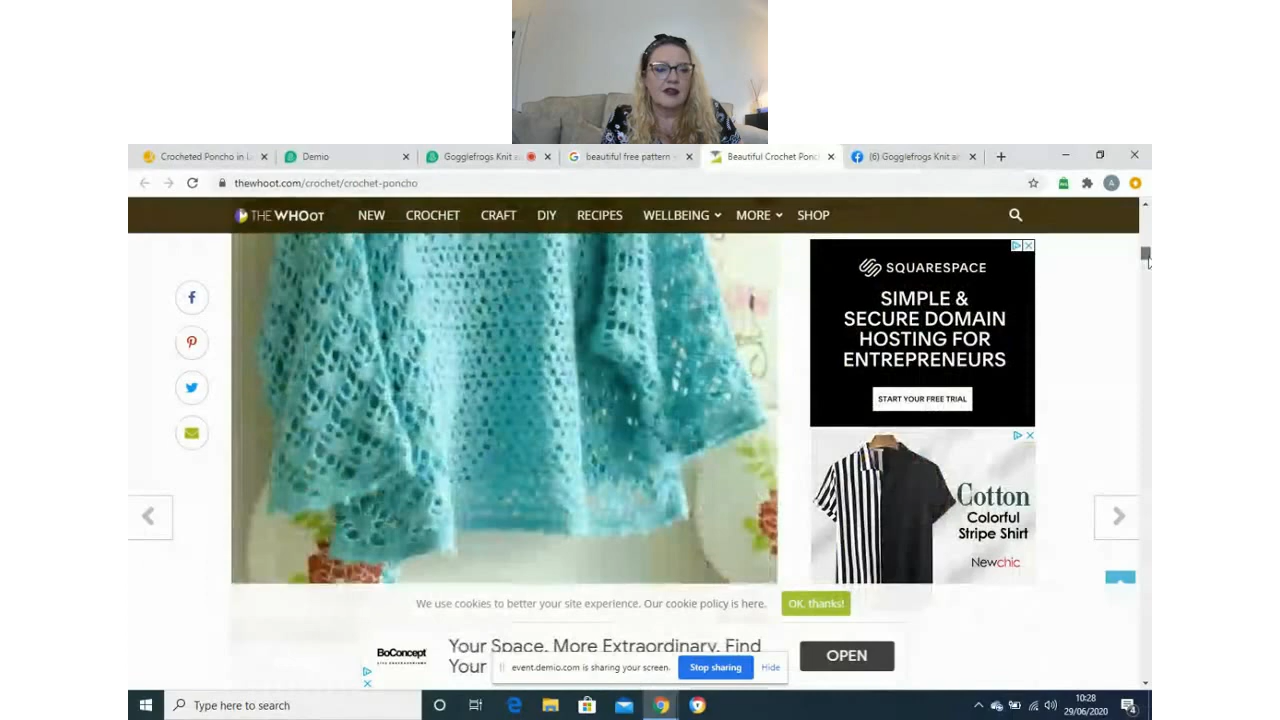 Crocheted Poncho in L
Demio
Gogglefrogs Knit a
beautiful free pattern
Beautiful Crochet Ponc
(6) Gogglefrogs Knit a
thewhoot.com/crochet/crochet-poncho
THE WHOot
NEW
CROCHET
CRAFT
DIY
RECIPES
WELLBEING
MORE
SHOP
SQUARESPACE
SIMPLE &
SECURE DOMAIN
HOSTING FOR
ENTREPRENEURS
START YOUR FREE TRIAL
Cotton
Colorful
Stripe Shirt
Newchic
We use cookies to better your site experience. Our cookie policy is here.
OK, thanks!
BoConcept
Your Space. More Extraordinary. Find
Your
OPEN
event.demio.com is sharing your screen.
Stop sharing
Hide
Type here to search
10:28
29/06/2020
4